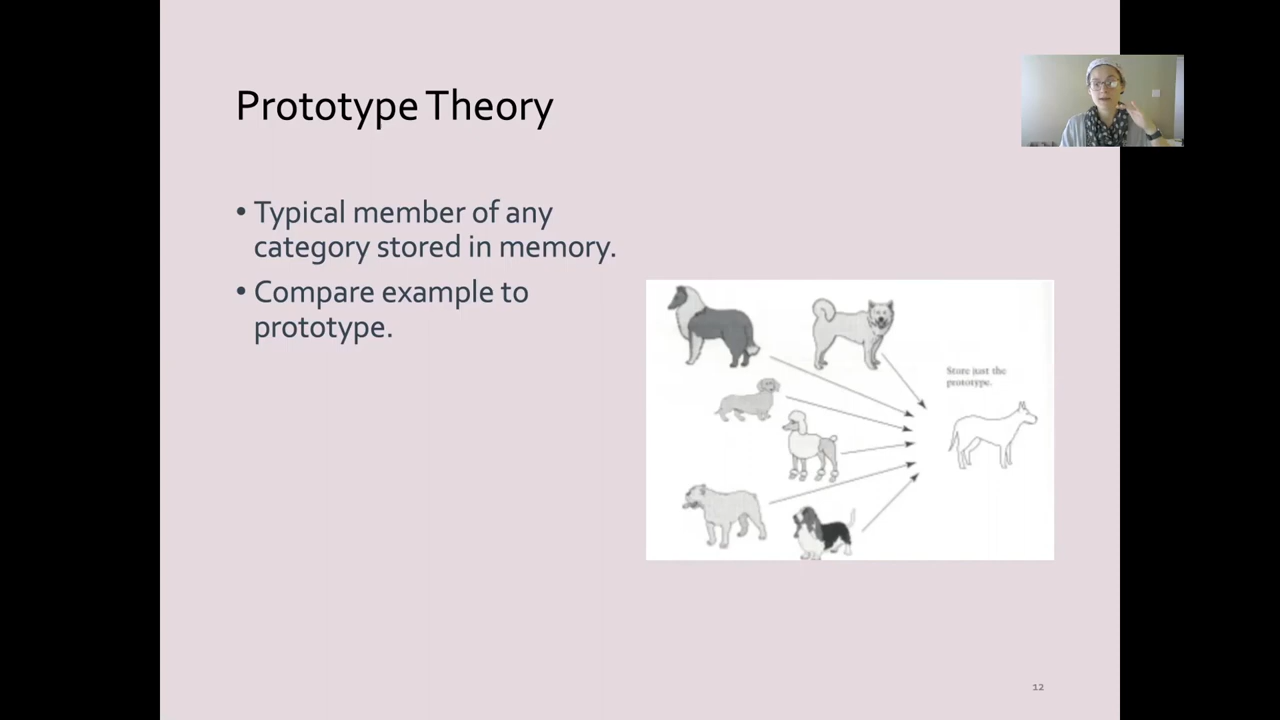 Prototype Theory
• Typical member of any
category stored in memory.
• Compare example to
prototype.
Store just the
prototype.
12